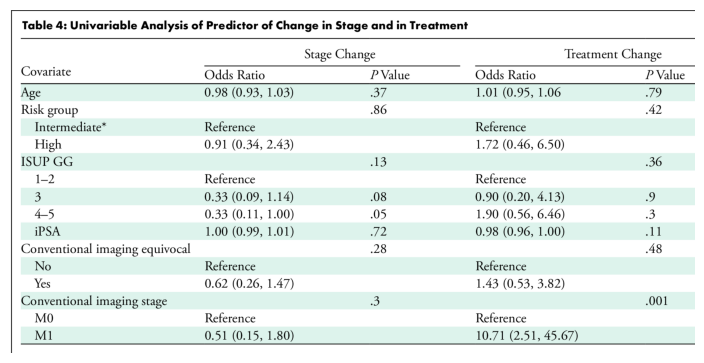 Table 4: Univariable Analysis of Predictor of Change in Stage and in Treatment
Stage Change Treatment Change
Covariate Odds Ratio P Value Odds Ratio P Value
Age 0.98 (0.93, 1.03) .37 1.01 (0.95, 1.06 .79
Risk group .86 .42
Intermediate* Reference Reference
High 0.91 (0.34, 2.43) 1.72 (0.46, 6.50)
ISUP GG .13 .36
1–2 Reference Reference
3 0.33 (0.09, 1.14) .08 0.90 (0.20, 4.13) .9
4–5 0.33 (0.11, 1.00) .05 1.90 (0.56, 6.46) .3
iPSA 1.00 (0.99, 1.01) .72 0.98 (0.96, 1.00) .11
Conventional imaging equivocal .28 .48
No Reference Reference
Yes 0.62 (0.26, 1.47) 1.43 (0.53, 3.82)
Conventional imaging stage .3 .001
M0 Reference Reference
M1 0.51 (0.15, 1.80) 10.71 (2.51, 45.67)